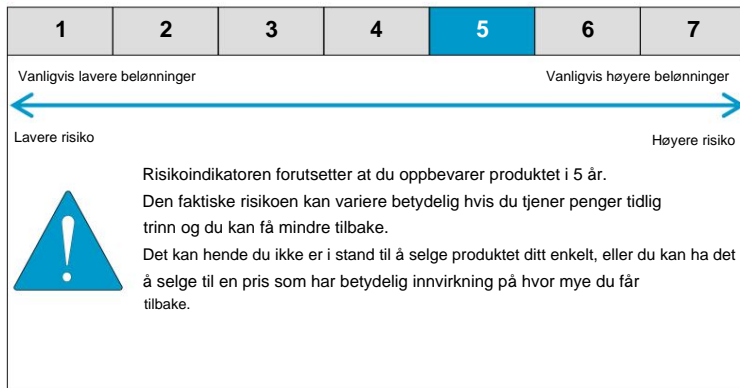 1 2 3 4 5 6 7
Vanligvis lavere belønninger Vanligvis høyere belønninger
Lavere risiko Høyere risiko
Risikoindikatoren forutsetter at du oppbevarer produktet i 5 år.
Den faktiske risikoen kan variere betydelig hvis du tjener penger tidlig
trinn og du kan få mindre tilbake.
Det kan hende du ikke er i stand til å selge produktet ditt enkelt, eller du kan ha det
å selge til en pris som har betydelig innvirkning på hvor mye du får
tilbake.